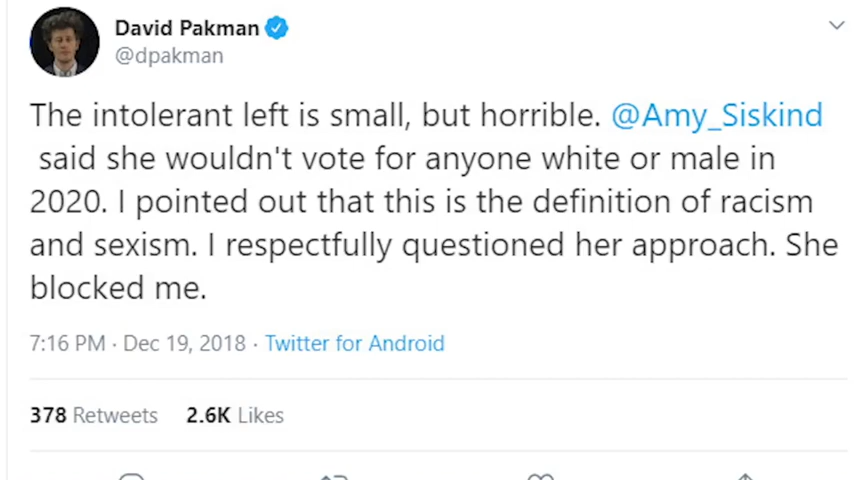 David Pakman
@dpakman
The intolerant left is small, but horrible. @Amy_Siskind
said she wouldn't vote for anyone white or male in
2020. I pointed out that this is the definition of racism
and sexism. I respectfully questioned her approach. She
blocked me.
7:16 PM · Dec 19, 2018 · Twitter for Android
378 Retweets 2.6K Likes